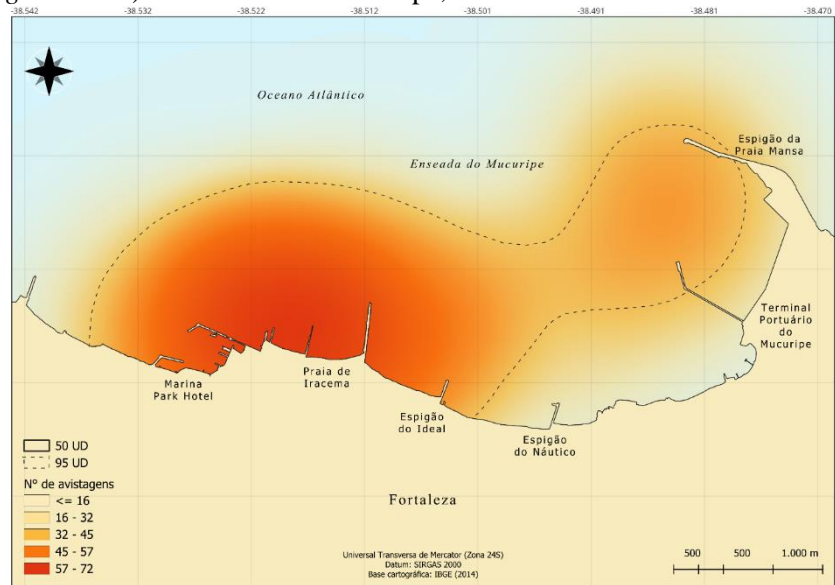 -38.542 -38.532 -38.522 -38.512 -38.501 -38.491 -38.481 -38.470
Oceano Atlântico
Enseada do Mucuripe
Espigão da
Praia Mansa
Terminal
Portuário
do
Mucuripe
Marina
Park Hotel
Praia de
Iracema
Espigão
do Ideal
Espigão
do Náutico
Fortaleza
50 UD
95 UD
Nº de avistagens
<= 16
16 - 32
32 - 45
45 - 57
57 - 72
Universal Transversa de Mercator (Zona 24S)
Datum: SIRGAS 2000
Base cartográfica: IBGE (2014)
500 500 1.000 m